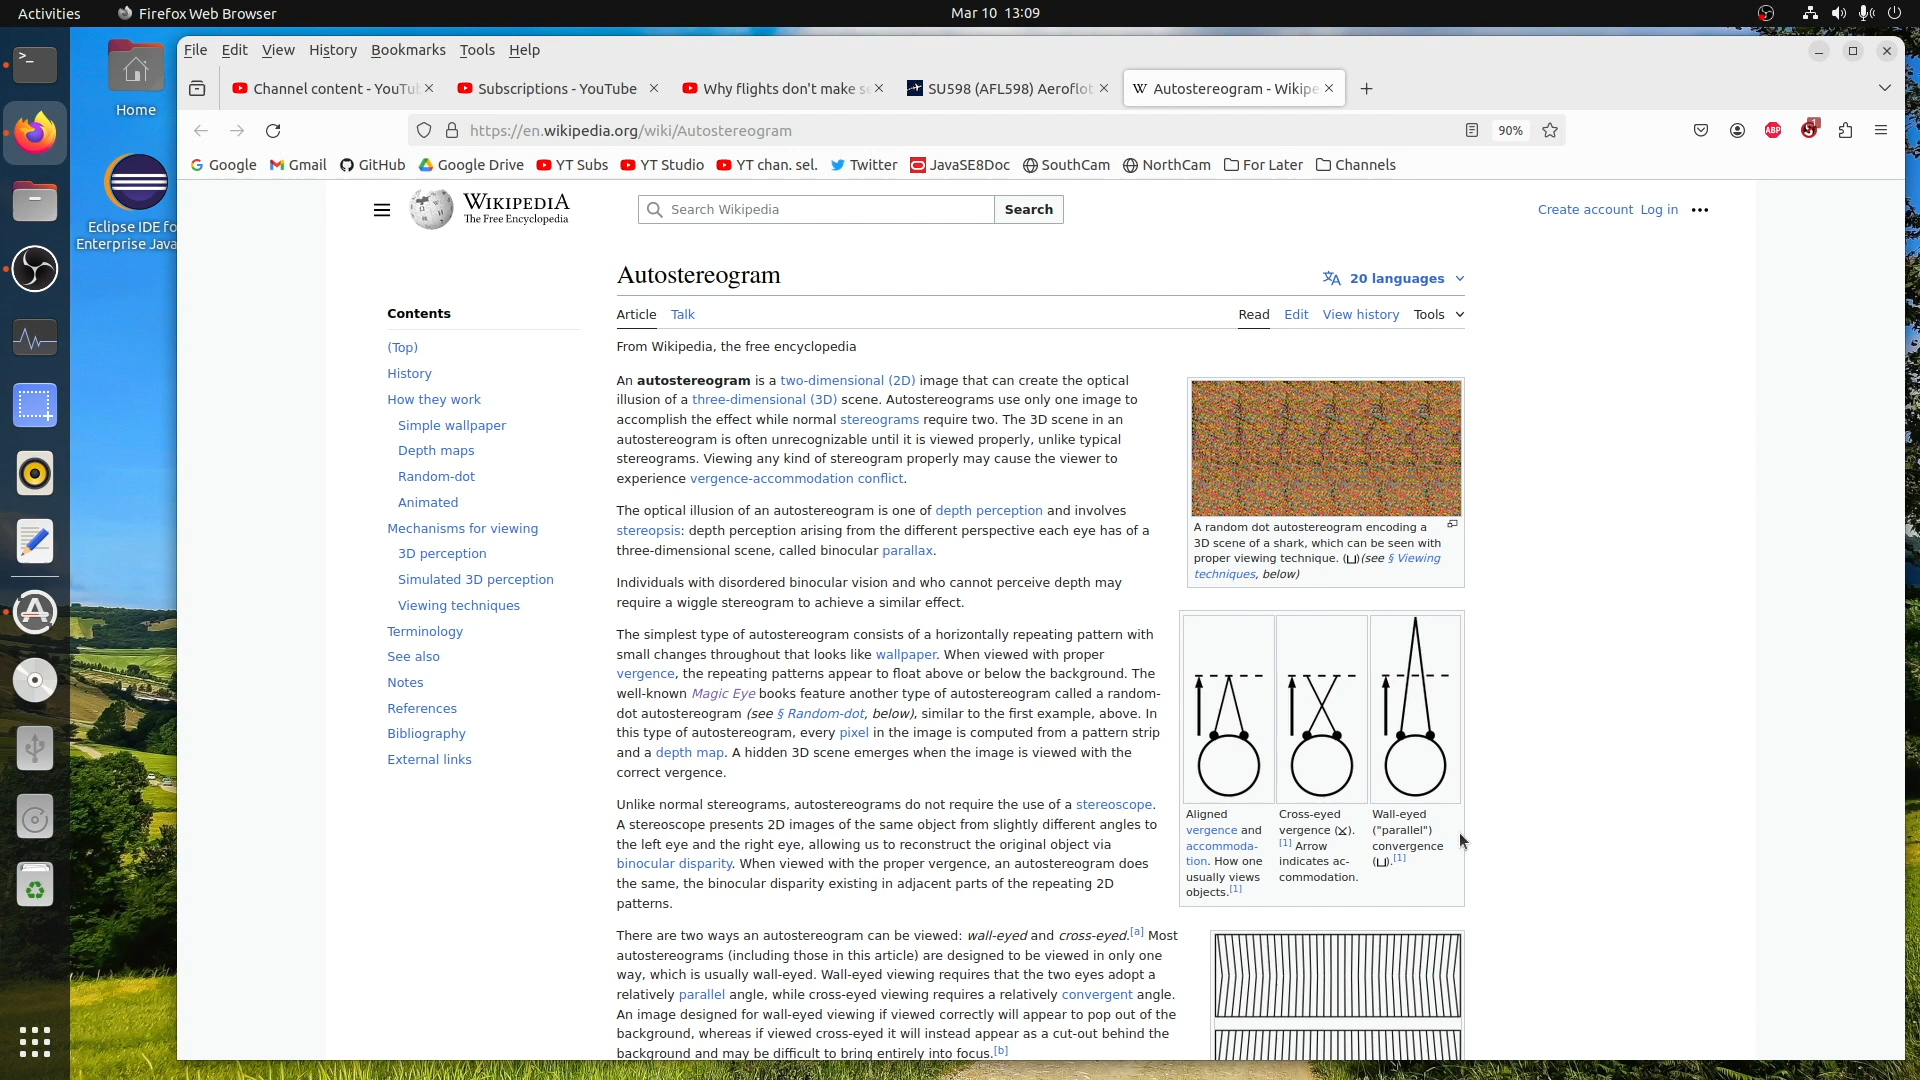 Activities
Firefox Web Browser
Mar 10 13:09
Home
Eclipse IDE fo
Enterprise Java
File Edit View History Bookmarks Tools Help
Channel content - YouTu
Subscriptions - YouTube
Why flights don't make s
SU598 (AFL598) Aeroflot
W Autostereogram - Wikipe
https://en.wikipedia.org/wiki/Autostereogram
90%
ABP
1
Google
Gmail
GitHub
Google Drive
YT Subs
YT Studio
YT chan. sel.
Twitter
JavaSE8Doc
SouthCam
NorthCam
For Later
Channels
WIKIPEDIA
The Free Encyclopedia
Search Wikipedia
Search
Create account Log in
Autostereogram
20 languages
Article Talk
Read Edit View history Tools
Contents
(Top)
History
How they work
Simple wallpaper
Depth maps
Random-dot
Animated
Mechanisms for viewing
3D perception
Simulated 3D perception
Viewing techniques
Terminology
See also
Notes
References
Bibliography
External links
From Wikipedia, the free encyclopedia
An autostereogram is a two-dimensional (2D) image that can create the optical
illusion of a three-dimensional (3D) scene. Autostereograms use only one image to
accomplish the effect while normal stereograms require two. The 3D scene in an
autostereogram is often unrecognizable until it is viewed properly, unlike typical
stereograms. Viewing any kind of stereogram properly may cause the viewer to
experience vergence-accommodation conflict.
The optical illusion of an autostereogram is one of depth perception and involves
stereopsis: depth perception arising from the different perspective each eye has of a
three-dimensional scene, called binocular parallax.
Individuals with disordered binocular vision and who cannot perceive depth may
require a wiggle stereogram to achieve a similar effect.
The simplest type of autostereogram consists of a horizontally repeating pattern with
small changes throughout that looks like wallpaper. When viewed with proper
vergence, the repeating patterns appear to float above or below the background. The
well-known Magic Eye books feature another type of autostereogram called a random-
dot autostereogram (see § Random-dot, below), similar to the first example, above. In
this type of autostereogram, every pixel in the image is computed from a pattern strip
and a depth map. A hidden 3D scene emerges when the image is viewed with the
correct vergence.
Unlike normal stereograms, autostereograms do not require the use of a stereoscope.
A stereoscope presents 2D images of the same object from slightly different angles to
the left eye and the right eye, allowing us to reconstruct the original object via
binocular disparity. When viewed with the proper vergence, an autostereogram does
the same, the binocular disparity existing in adjacent parts of the repeating 2D
patterns.
There are two ways an autostereogram can be viewed: wall-eyed and cross-eyed.[a] Most
autostereograms (including those in this article) are designed to be viewed in only one
way, which is usually wall-eyed. Wall-eyed viewing requires that the two eyes adopt a
relatively parallel angle, while cross-eyed viewing requires a relatively convergent angle.
An image designed for wall-eyed viewing if viewed correctly will appear to pop out of the
background, whereas if viewed cross-eyed it will instead appear as a cut-out behind the
background and may be difficult to bring entirely into focus.[b]
A random dot autostereogram encoding a
3D scene of a shark, which can be seen with
proper viewing technique. (⊔) (see § Viewing
techniques, below)
Aligned
vergence and
accommoda-
tion. How one
usually views
objects.[1]
Cross-eyed
vergence (⨉).
[1] Arrow
indicates ac-
commodation.
Wall-eyed
("parallel")
convergence
(⊔).[1]